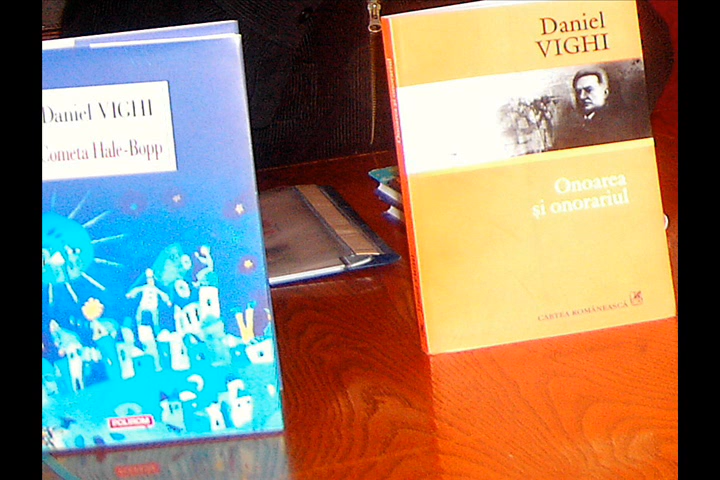 Daniel VIGHI
Cometa Hale-Bopp
POLIROM
Daniel
VIGHI
Onoarea
și onorariul
CARTEA ROMÂNEASCĂ